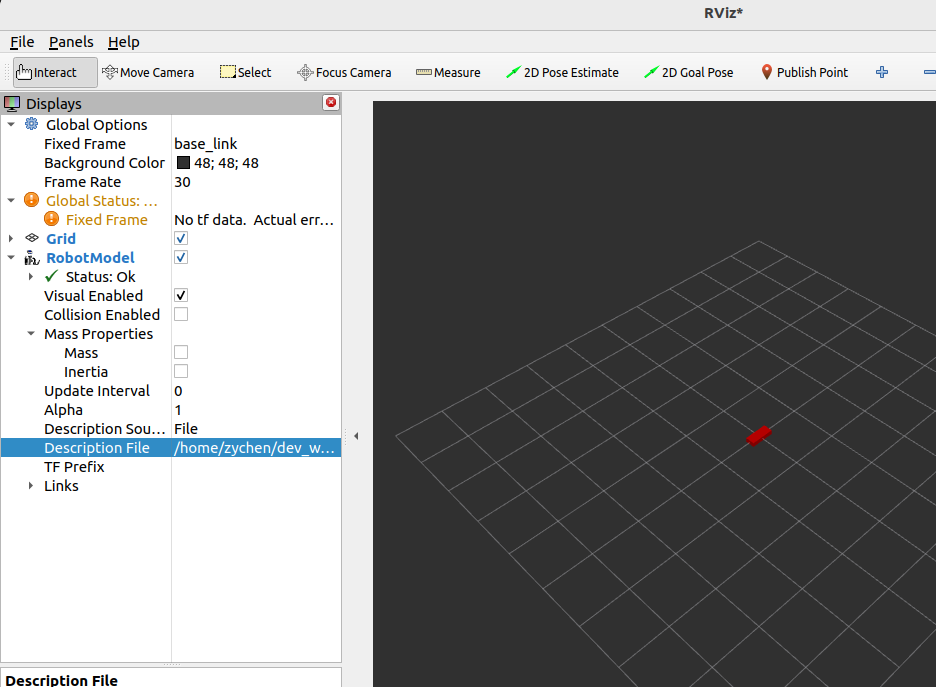 RViz*
File Panels Help
Interact Move Camera Select Focus Camera Measure 2D Pose Estimate 2D Goal Pose Publish Point
Displays
Global Options
Fixed Frame base_link
Background Color 48; 48; 48
Frame Rate 30
Global Status: ...
Fixed Frame No tf data.  Actual err...
Grid
RobotModel
Status: Ok
Visual Enabled
Collision Enabled
Mass Properties
Mass
Inertia
Update Interval 0
Alpha 1
Description Sou... File
Description File /home/zychen/dev_w...
TF Prefix
Links
Description File